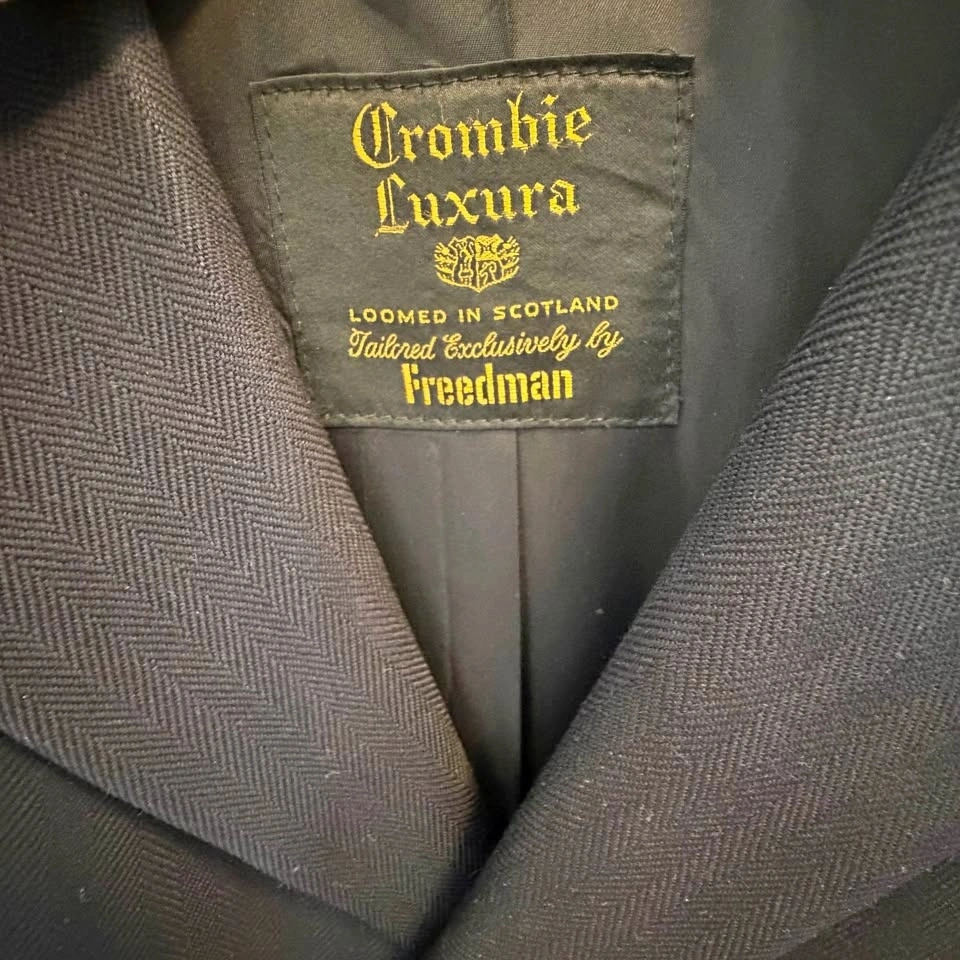 Crombie
Luxura
LOOMED IN SCOTLAND
Tailored Exclusively by
Freedman